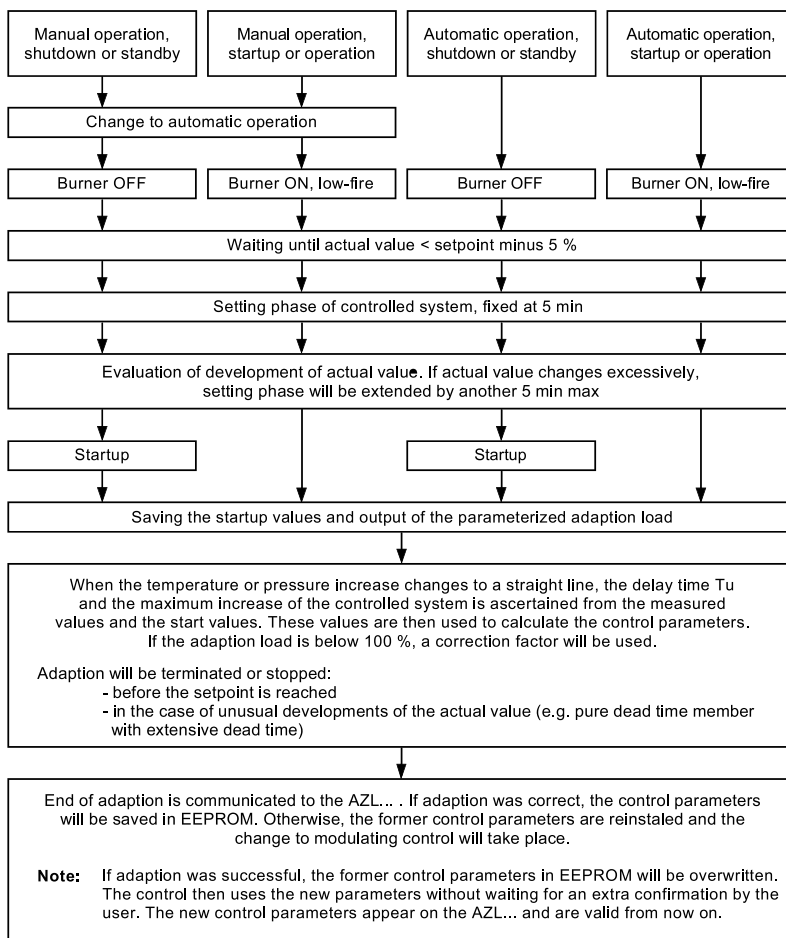 Manual operation,
shutdown or standby
Manual operation,
startup or operation
Automatic operation,
shutdown or standby
Automatic operation,
startup or operation
Change to automatic operation
Burner OFF
Burner ON, low-fire
Burner OFF
Burner ON, low-fire
Waiting until actual value < setpoint minus 5 %
Setting phase of controlled system, fixed at 5 min
Evaluation of development of actual value. If actual value changes excessively,
setting phase will be extended by another 5 min max
Startup
Startup
Saving the startup values and output of the parameterized adaption load
When the temperature or pressure increase changes to a straight line, the delay time Tu
and the maximum increase of the controlled system is ascertained from the measured
values and the start values. These values are then used to calculate the control parameters.
If the adaption load is below 100 %, a correction factor will be used.
Adaption will be terminated or stopped:
- before the setpoint is reached
- in the case of unusual developments of the actual value (e.g. pure dead time member
with extensive dead time)
End of adaption is communicated to the AZL... . If adaption was correct, the control parameters
will be saved in EEPROM. Otherwise, the former control parameters are reinstaled and the
change to modulating control will take place.
Note: If adaption was successful, the former control parameters in EEPROM will be overwritten.
The control then uses the new parameters without waiting for an extra confirmation by the
user. The new control parameters appear on the AZL... and are valid from now on.